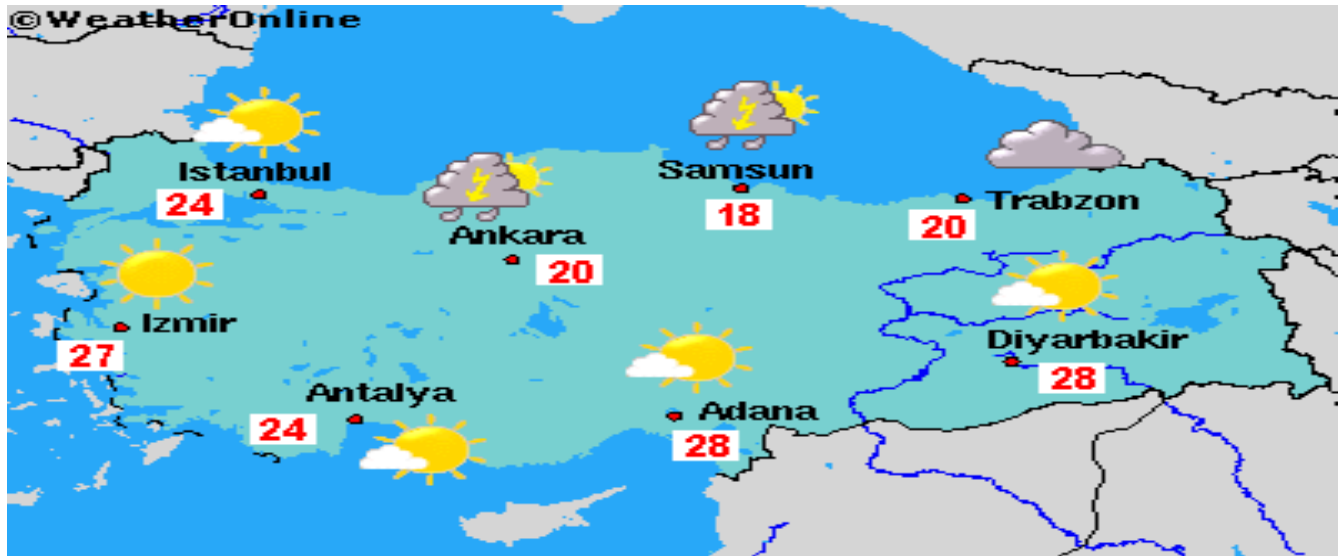 ©WeatherOnline
Istanbul
24
Samsun
18
Trabzon
20
Ankara
20
Izmir
27
Diyarbakir
28
Antalya
24
Adana
28